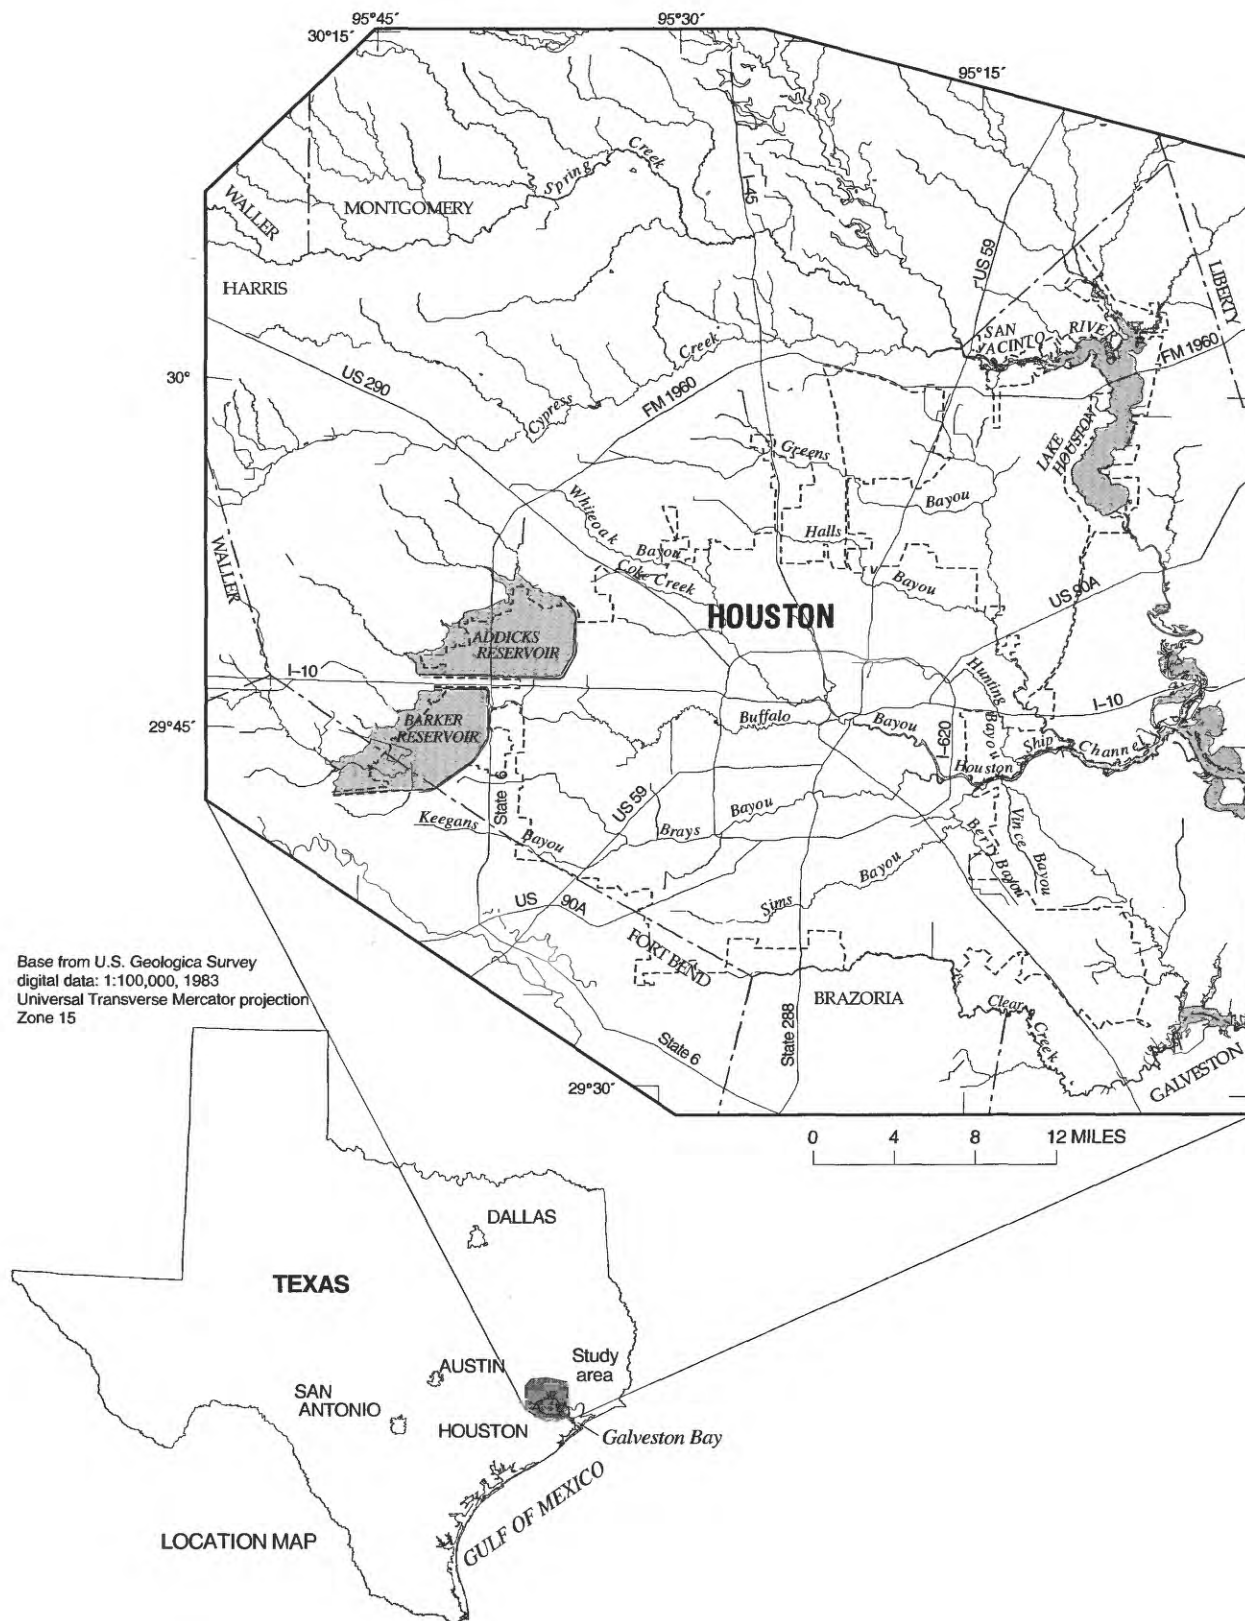 95°45′
95°30′
30°15′
95°15′
Creek
Spring
I-45
WALLER
MONTGOMERY
US 59
LIBERTY
HARRIS
SAN
YACINTO
RIVER
FM 1960
Creek
30°
US 290
FM 1960
Cypress
LAKE
HOUSTON
Greens
Whiteoak
Bayou
WALLER
Halls
Bayou
Coke Creek
Bayou
US 90A
HOUSTON
ADDICKS
RESERVOIR
I-10
Hunting
Bayou
BARKER
RESERVOIR
29°45′
Buffalo
Bayou
I-10
I-620
Ship
Channe
Houston
State 6
US 59
Bayou
Keegans
Bayou
Brays
Vince
Bayou
Berry Bayou
Bayou
US
90A
Sims
FORT BEND
Base from U.S. Geologica Survey
digital data: 1:100,000, 1983
Universal Transverse Mercator projection
Zone 15
BRAZORIA
Clear
Creek
State 288
State 6
GALVESTON
29°30′
0 4 8 12 MILES
DALLAS
TEXAS
Study
area
AUSTIN
SAN
ANTONIO
HOUSTON
Galveston Bay
GULF OF MEXICO
LOCATION MAP